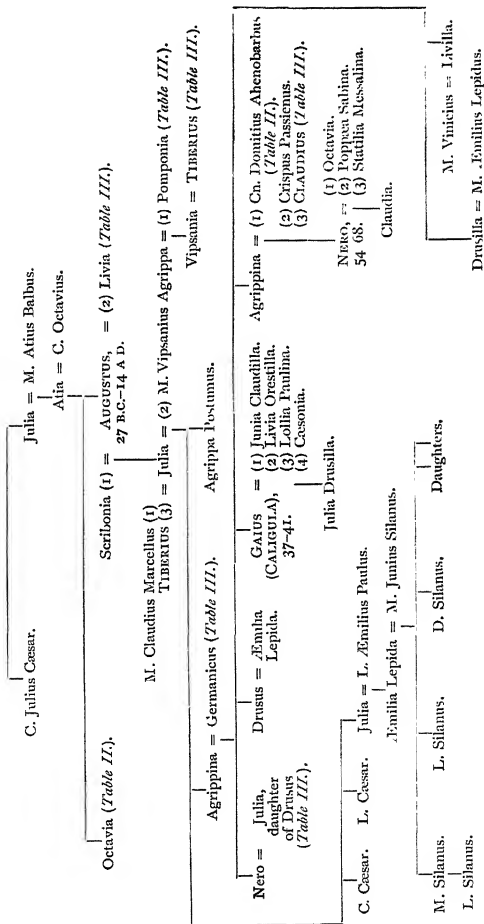 C. Julius Cæsar.
Julia = M. Atius Balbus.
Atia = C. Octavius.
Octavia (Table II.).
Scribonia (1) = AUGUSTUS, = (2) Livia (Table III.).
27 B.C.–14 A D.
M. Claudius Marcellus (1)
TIBERIUS (3) = Julia = (2) M. Vipsanius Agrippa = (1) Pomponia (Table III.).
Vipsania = TIBERIUS (Table III.).
Agrippina = Germanicus (Table III.).
Agrippa Postumus.
Nero = Julia,
daughter
of Drusus
(Table III.).
Drusus = Æmilia
Lepida.
GAIUS
(CALIGULA),
37–41.
= (1) Junia Claudilla.
(2) Livia Orestilla.
(3) Lollia Paulina.
(4) Cæsonia.
Julia Drusilla.
Agrippina = (1) Cn. Domitius Ahenobarbus
(Table II.).
(2) Crispus Passienus.
(3) CLAUDIUS (Table III.).
NERO, =
54 68.
(1) Octavia.
(2) Poppæa Sabina.
(3) Statilia Messalina.
Claudia.
Drusilla = M. Æmilius Lepidus.
M. Vinicius = Livilla.
C. Cæsar.
L. Cæsar.
Julia = L. Æmilius Paulus.
Æmilia Lepida = M. Junius Silanus.
M. Silanus.
L. Silanus.
D. Silanus.
Daughters.
L. Silanus.